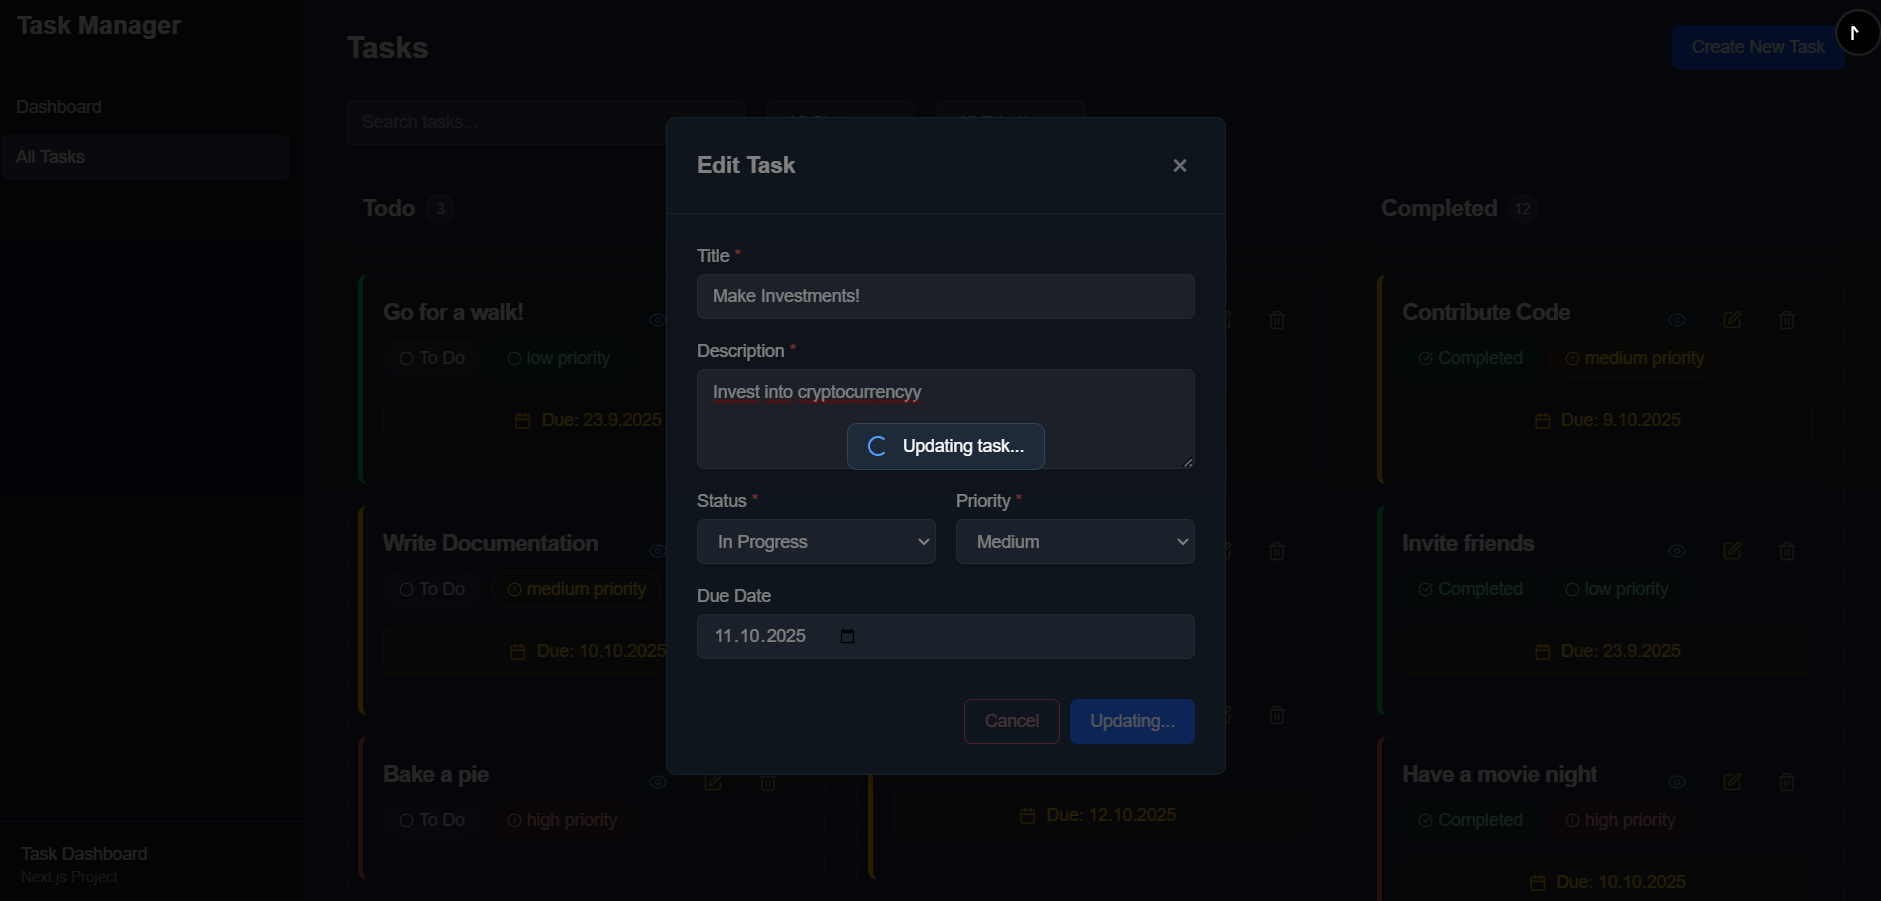 Task Manager
Dashboard
All Tasks
Task Dashboard
Next.js Project
Tasks
Create New Task
Search tasks...
Todo 3
Go for a walk!
To Do low priority
Due: 23.9.2025
Write Documentation
To Do medium priority
Due: 10.10.2025
Bake a pie
To Do high priority
Due: 12.10.2025
Completed 12
Contribute Code
Completed medium priority
Due: 9.10.2025
Invite friends
Completed low priority
Due: 23.9.2025
Have a movie night
Completed high priority
Due: 10.10.2025
Edit Task
Title *
Make Investments!
Description *
Invest into cryptocurrencyy
Updating task...
Status * Priority *
In Progress Medium
Due Date
11.10.2025
Cancel Updating...